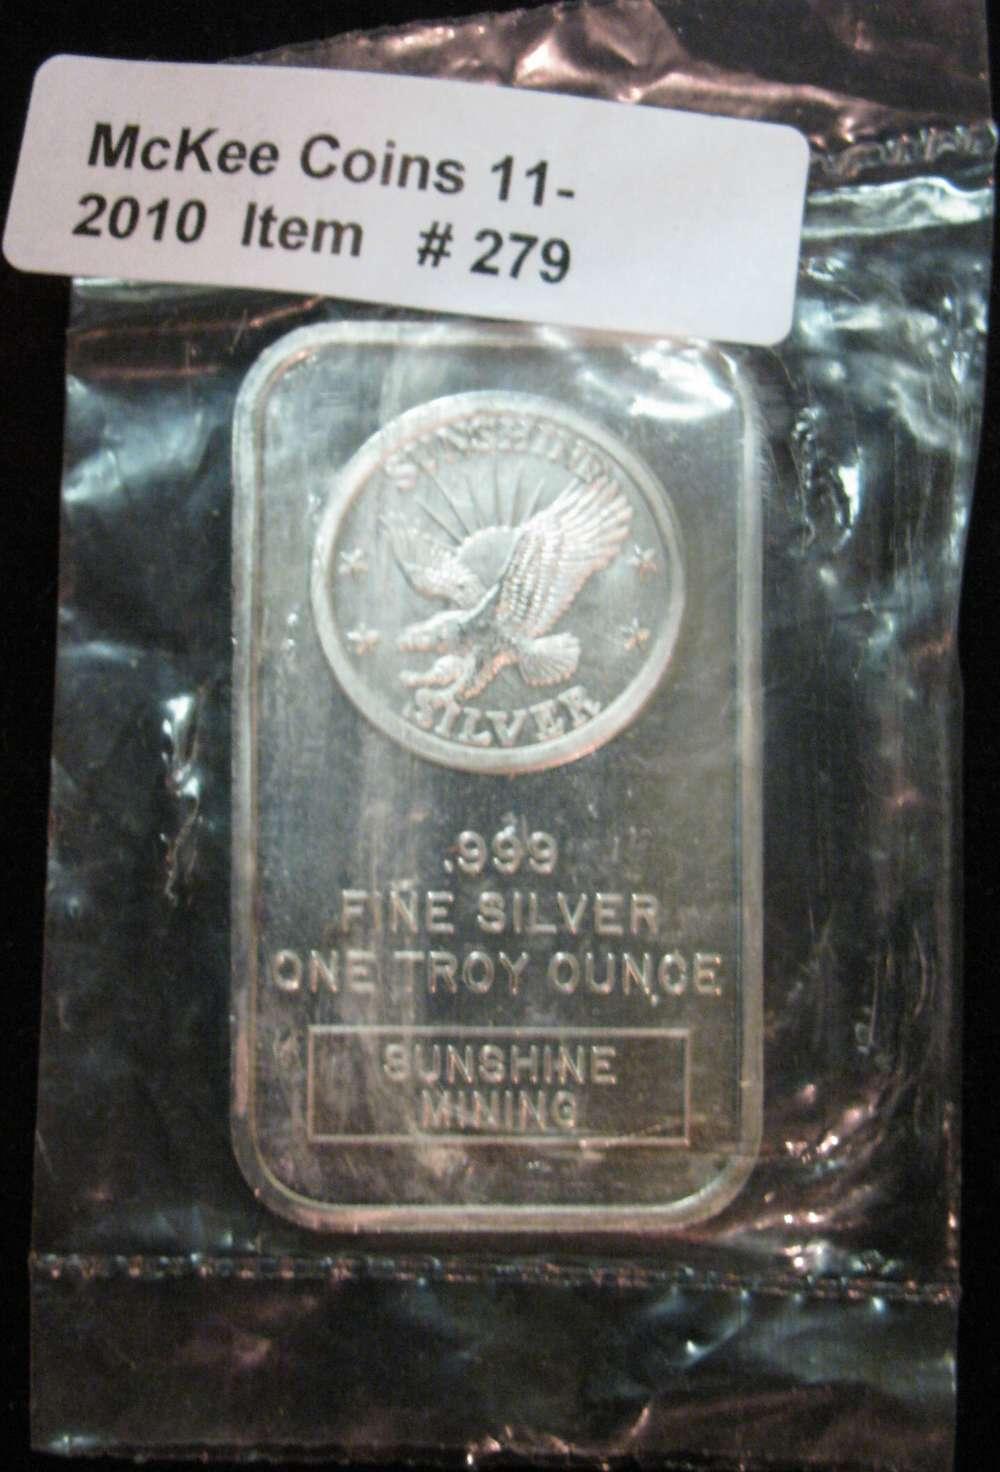 McKee Coins 11-
2010 Item # 279
SUNSHINE
SILVER
.999
FINE SILVER
ONE TROY OUNCE
SUNSHINE
MINING